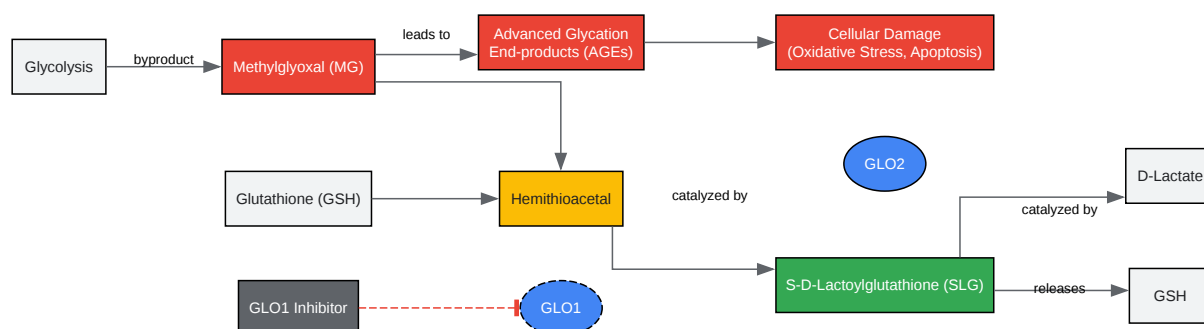 Glycolysis
byproduct
Methylglyoxal (MG)
leads to
Advanced Glycation
End-products (AGEs)
Cellular Damage
(Oxidative Stress, Apoptosis)
GLO2
D-Lactate
Glutathione (GSH)
Hemithioacetal
catalyzed by
catalyzed by
S-D-Lactoylglutathione (SLG)
releases
GSH
GLO1 Inhibitor
GLO1